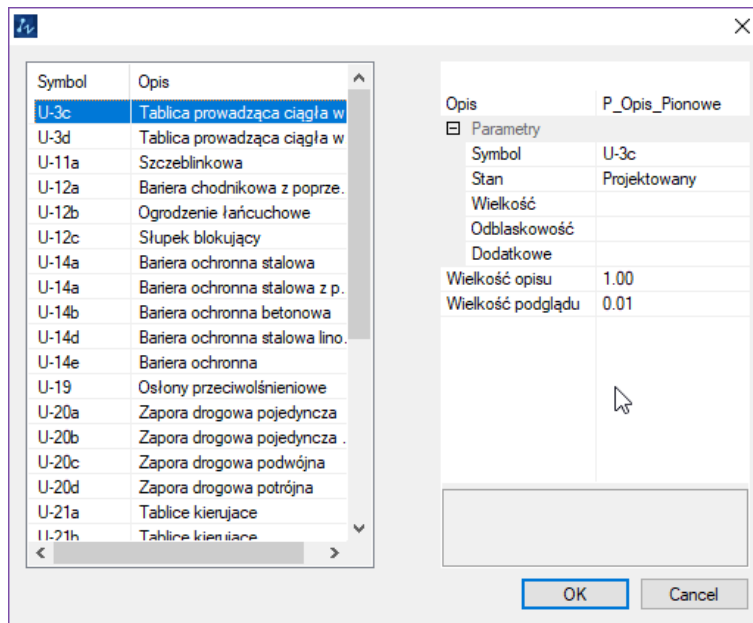 Symbol Opis
U-3c Tablica prowadząca ciągła w
U-3d Tablica prowadząca ciągła w
U-11a Szczeblinkowa
U-12a Bariera chodnikowa z poprze...
U-12b Ogrodzenie łańcuchowe
U-12c Słupek blokujący
U-14a Bariera ochronna stalowa
U-14a Bariera ochronna stalowa z p...
U-14b Bariera ochronna betonowa
U-14d Bariera ochronna stalowa lino...
U-14e Bariera ochronna
U-19 Osłony przeciwolśnieniowe
U-20a Zapora drogowa pojedyncza
U-20b Zapora drogowa pojedyncza ...
U-20c Zapora drogowa podwójna
U-20d Zapora drogowa potrójna
U-21a Tablice kierujace
U-21b Tablice kierujace
Opis P_Opis_Pionowe
Parametry
Symbol U-3c
Stan Projektowany
Wielkość
Odblaskowość
Dodatkowe
Wielkość opisu 1.00
Wielkość podglądu 0.01
OK Cancel